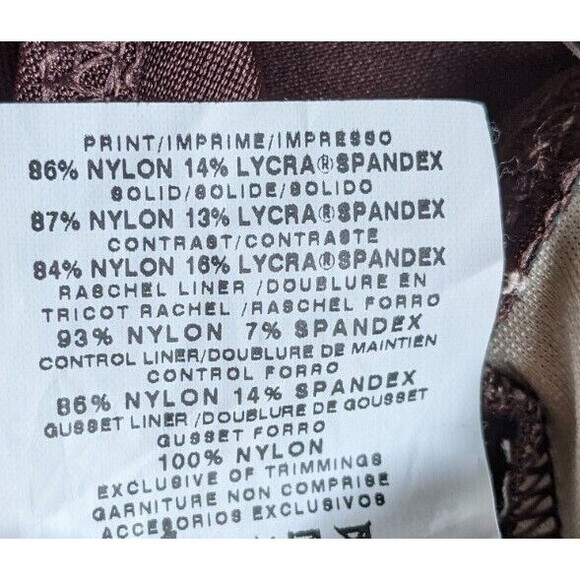 PRINT/IMPRIME/IMPRESSO
86% NYLON 14% LYCRA®SPANDEX
SOLID/SOLIDE/SOLIDO
87% NYLON 13% LYCRA®SPANDEX
CONTRAST/CONTRASTE
84% NYLON 16% LYCRA®SPANDEX
RASCHEL LINER/DOUBLURE EN
TRICOT RACHEL/RASCHEL FORRO
93% NYLON 7% SPANDEX
CONTROL LINER/DOUBLURE DE MAINTIEN
CONTROL FORRO
86% NYLON 14% SPANDEX
GUSSET LINER/DOUBLURE DE GOUSSET
GUSSET FORRO
100% NYLON
EXCLUSIVE OF TRIMMINGS
GARNITURE NON COMPRISE
ACCESORIOS EXCLUSIVOS